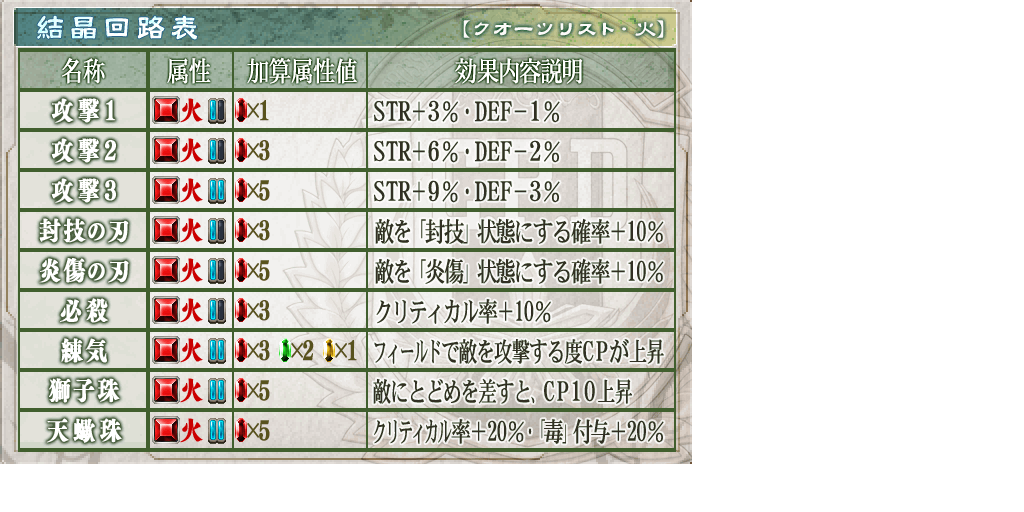 結晶回路表 【クオーツリスト・火】
名称 属性 加算属性値 効果内容説明
攻撃1 火 ×1 STR+3%・DEF-1%
攻撃2 火 ×3 STR+6%・DEF-2%
攻撃3 火 ×5 STR+9%・DEF-3%
封技の刃 火 ×3 敵を「封技」状態にする確率+10%
炎傷の刃 火 ×5 敵を「炎傷」状態にする確率+10%
必殺 火 ×3 クリティカル率+10%
練気 火 ×3 ×2 ×1 フィールドで敵を攻撃する度CPが上昇
獅子珠 火 ×5 敵にとどめを差すと、CP10上昇
天蠍珠 火 ×5 クリティカル率+20%・「毒」付与+20%